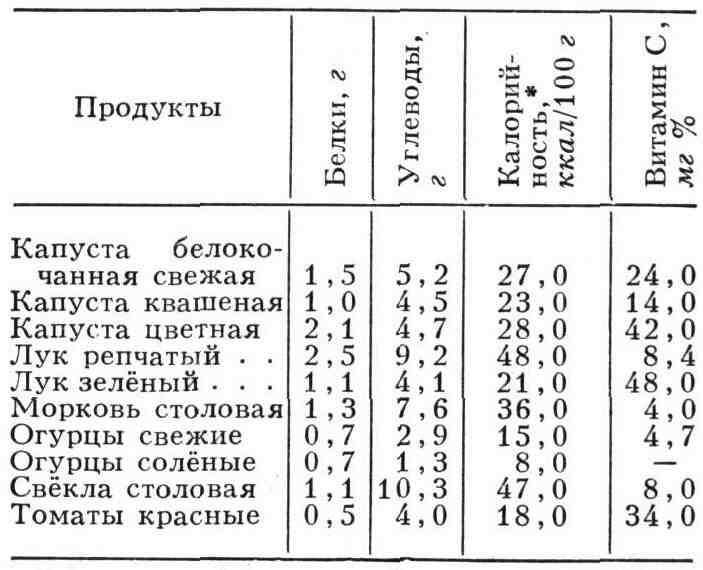 Продукты Белки, г Углеводы, г Калорий-ность,* ккал/100 г Витамин С, мг %
Капуста белоко-
чанная свежая 1,5 5,2 27,0 24,0
Капуста квашеная 1,0 4,5 23,0 14,0
Капуста цветная 2,1 4,7 28,0 42,0
Лук репчатый . . 2,5 9,2 48,0 8,4
Лук зелёный . . . 1,1 4,1 21,0 48,0
Морковь столовая 1,3 7,6 36,0 4,0
Огурцы свежие 0,7 2,9 15,0 4,7
Огурцы солёные 0,7 1,3 8,0 —
Свёкла столовая 1,1 10,3 47,0 8,0
Томаты красные 0,5 4,0 18,0 34,0